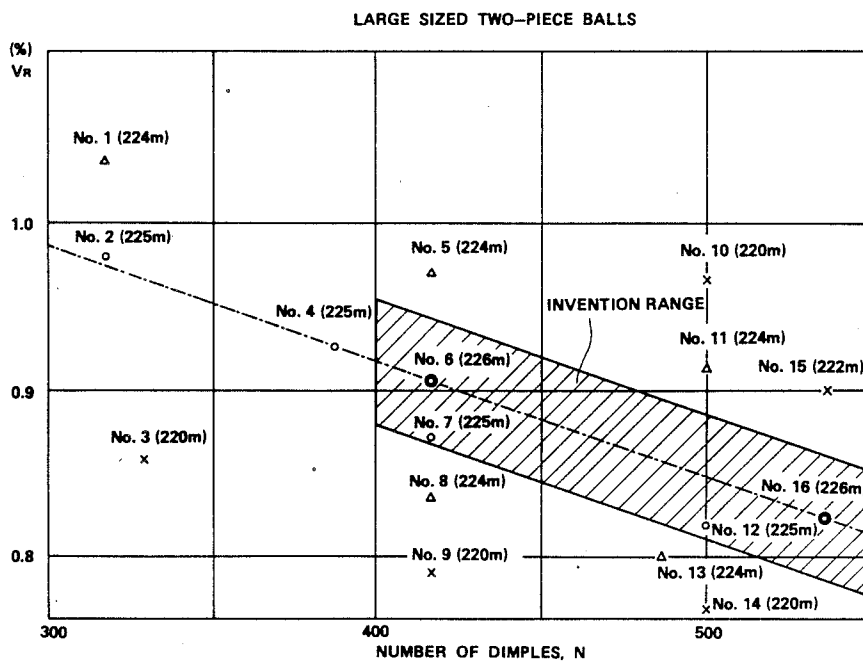 LARGE SIZED TWO-PIECE BALLS
(%)
VR
No. 1 (224m)
1.0
No. 2 (225m)
No. 5 (224m)
No. 10 (220m)
No. 4 (225m)
INVENTION RANGE
No. 11 (224m)
No. 6 (226m)
No. 15 (222m)
0.9
No. 7 (225m)
No. 3 (220m)
No. 8 (224m)
No. 16 (226m)
No. 12 (225m)
No. 9 (220m)
0.8
No. 13 (224m)
No. 14 (220m)
300
400
500
NUMBER OF DIMPLES, N